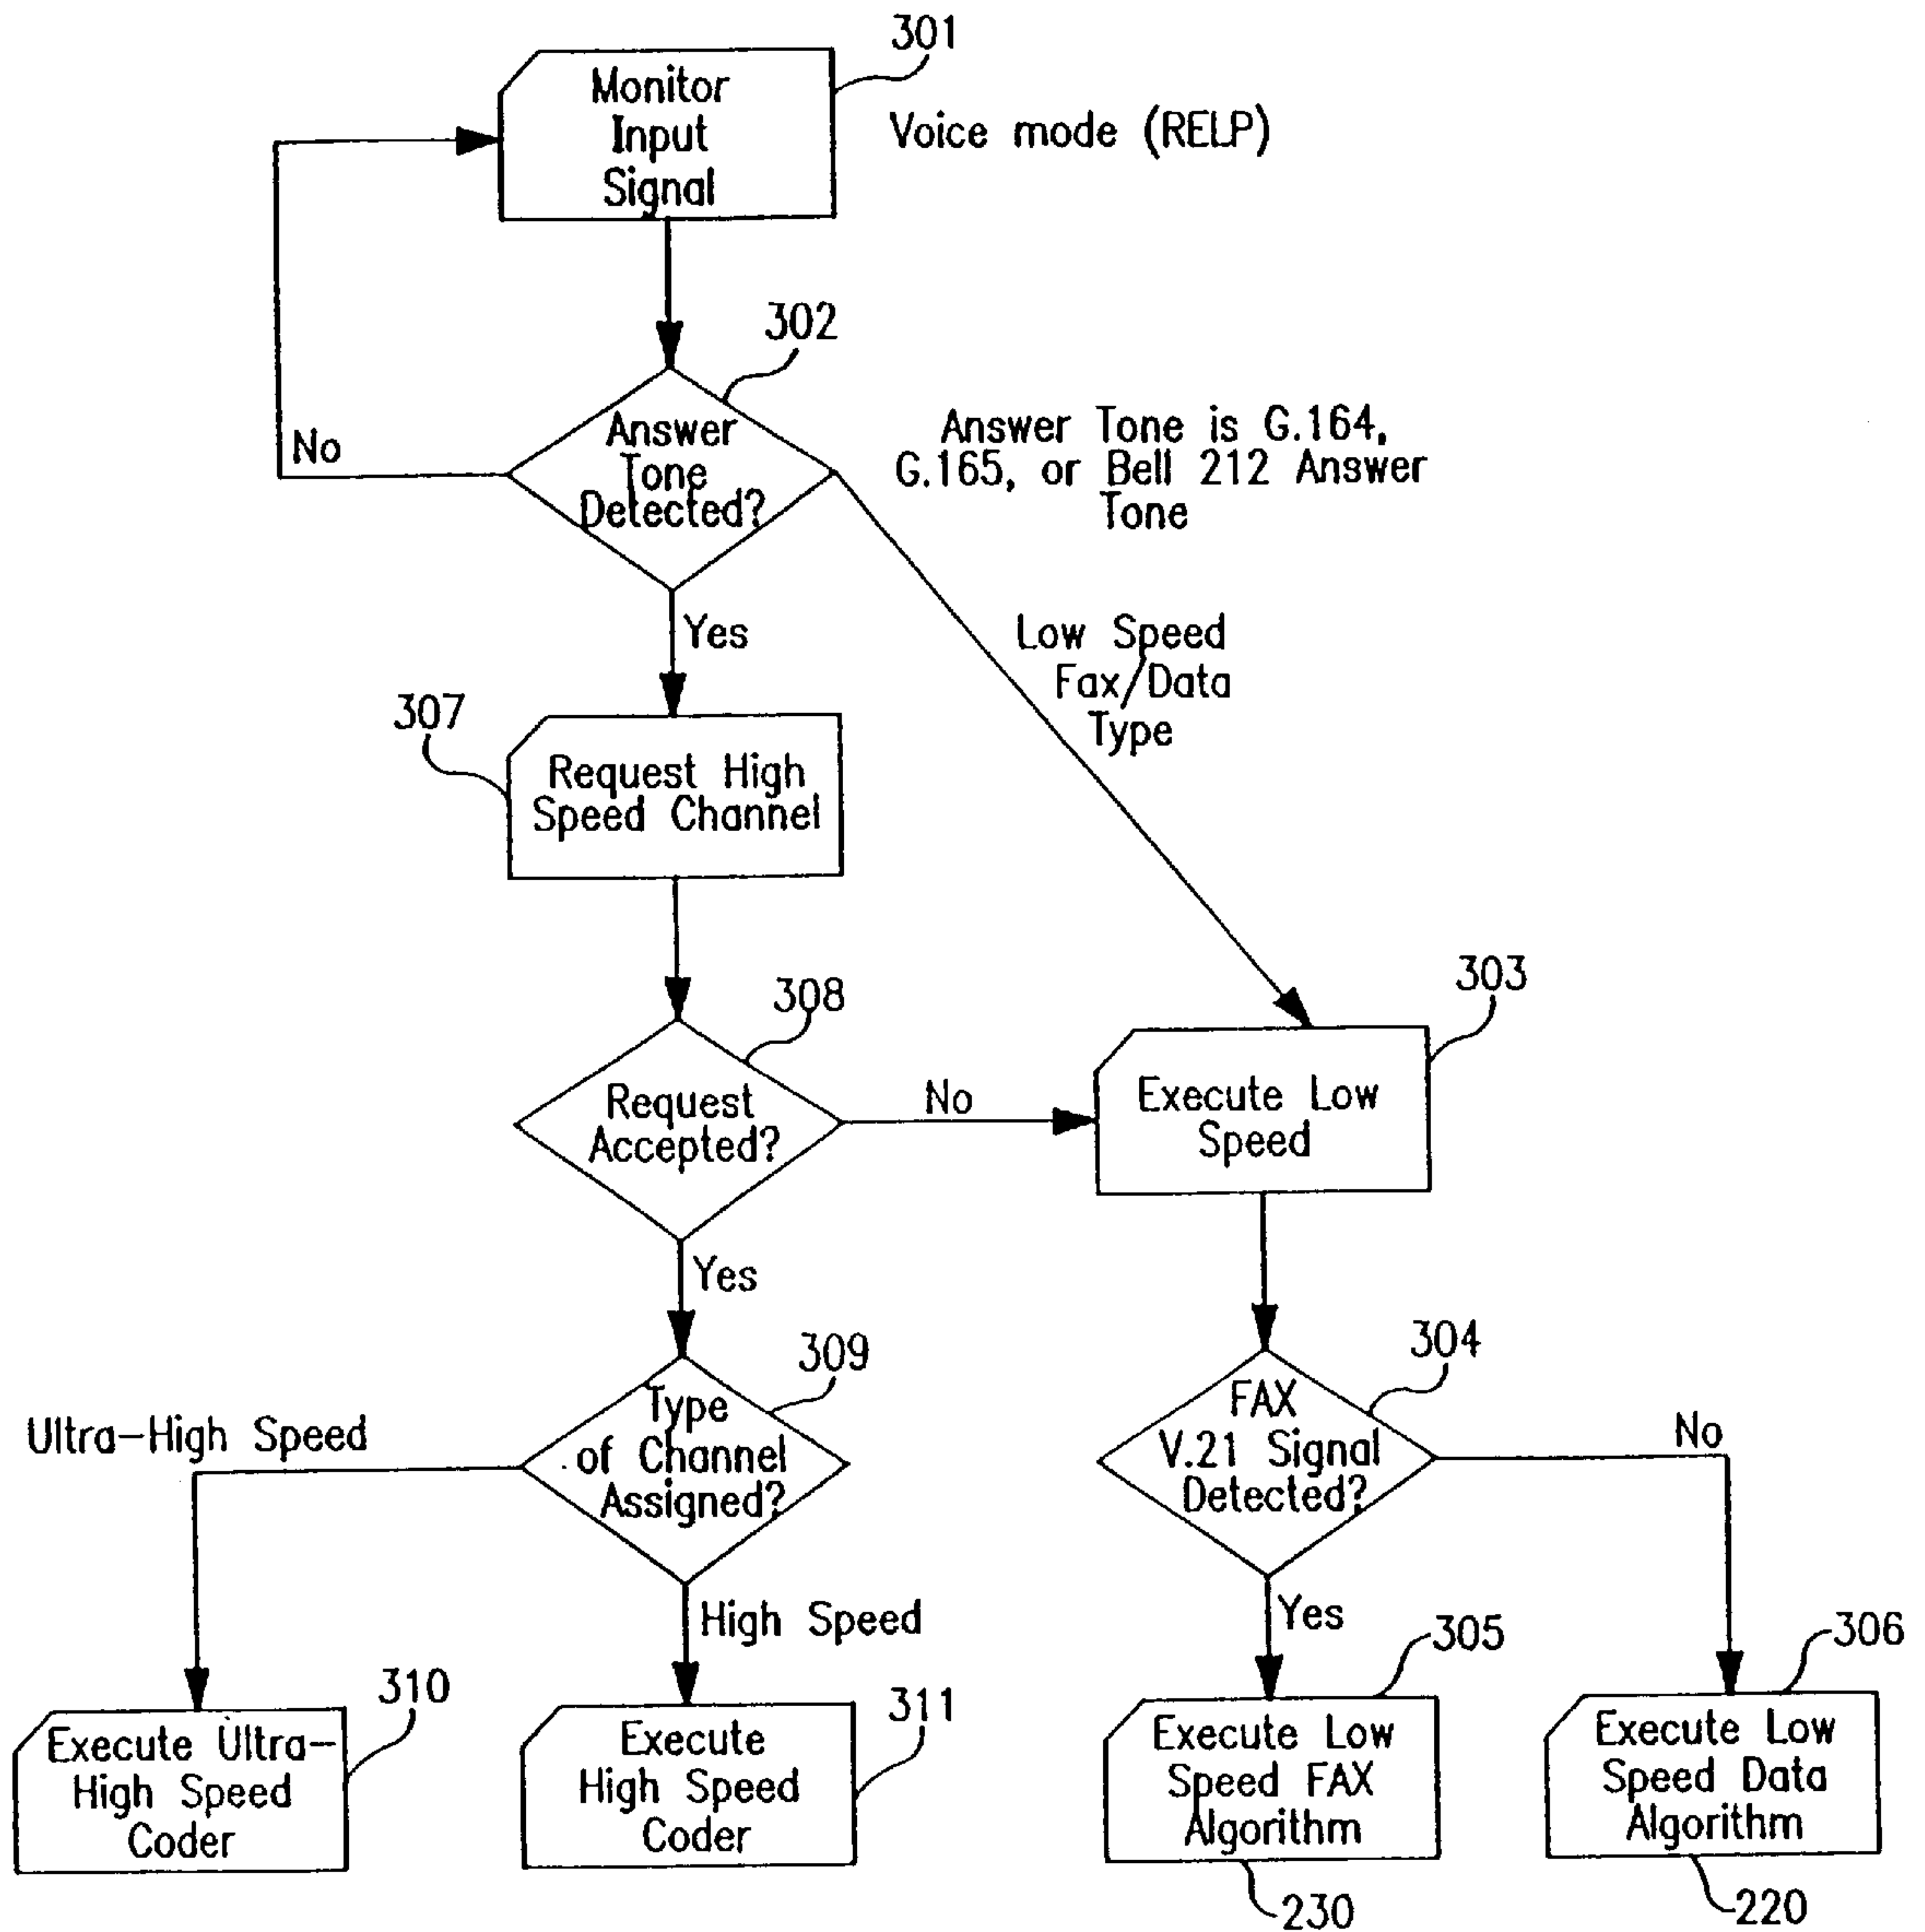 301
Monitor
Input
Signal
Voice mode (RELP)
302
Answer
Tone
Detected?
No
Answer Tone is G.164,
G.165, or Bell 212 Answer
Tone
Yes
Low Speed
Fax/Data
Type
307
Request High
Speed Channel
308
Request
Accepted?
No
303
Execute Low
Speed
Yes
309
Type
of Channel
Assigned?
Ultra-High Speed
High Speed
304
FAX
V.21 Signal
Detected?
No
Yes
310
Execute Ultra-
High Speed
Coder
311
Execute
High Speed
Coder
305
Execute Low
Speed FAX
Algorithm
230
306
Execute Low
Speed Data
Algorithm
220